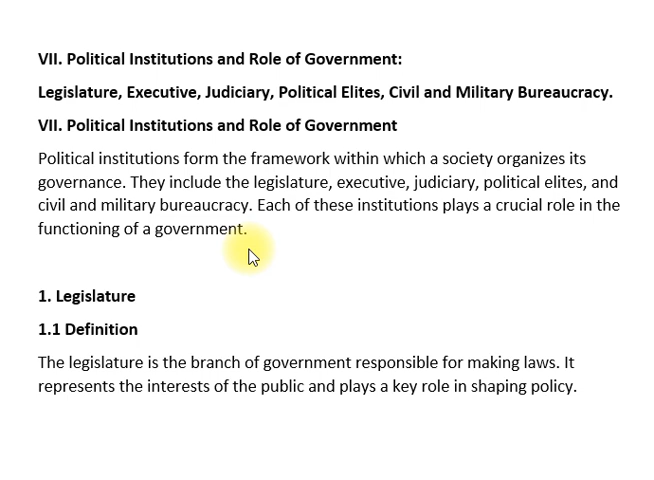 VII. Political Institutions and Role of Government:
Legislature, Executive, Judiciary, Political Elites, Civil and Military Bureaucracy.
VII. Political Institutions and Role of Government
Political institutions form the framework within which a society organizes its
governance. They include the legislature, executive, judiciary, political elites, and
civil and military bureaucracy. Each of these institutions plays a crucial role in the
functioning of a government.
1. Legislature
1.1 Definition
The legislature is the branch of government responsible for making laws. It
represents the interests of the public and plays a key role in shaping policy.